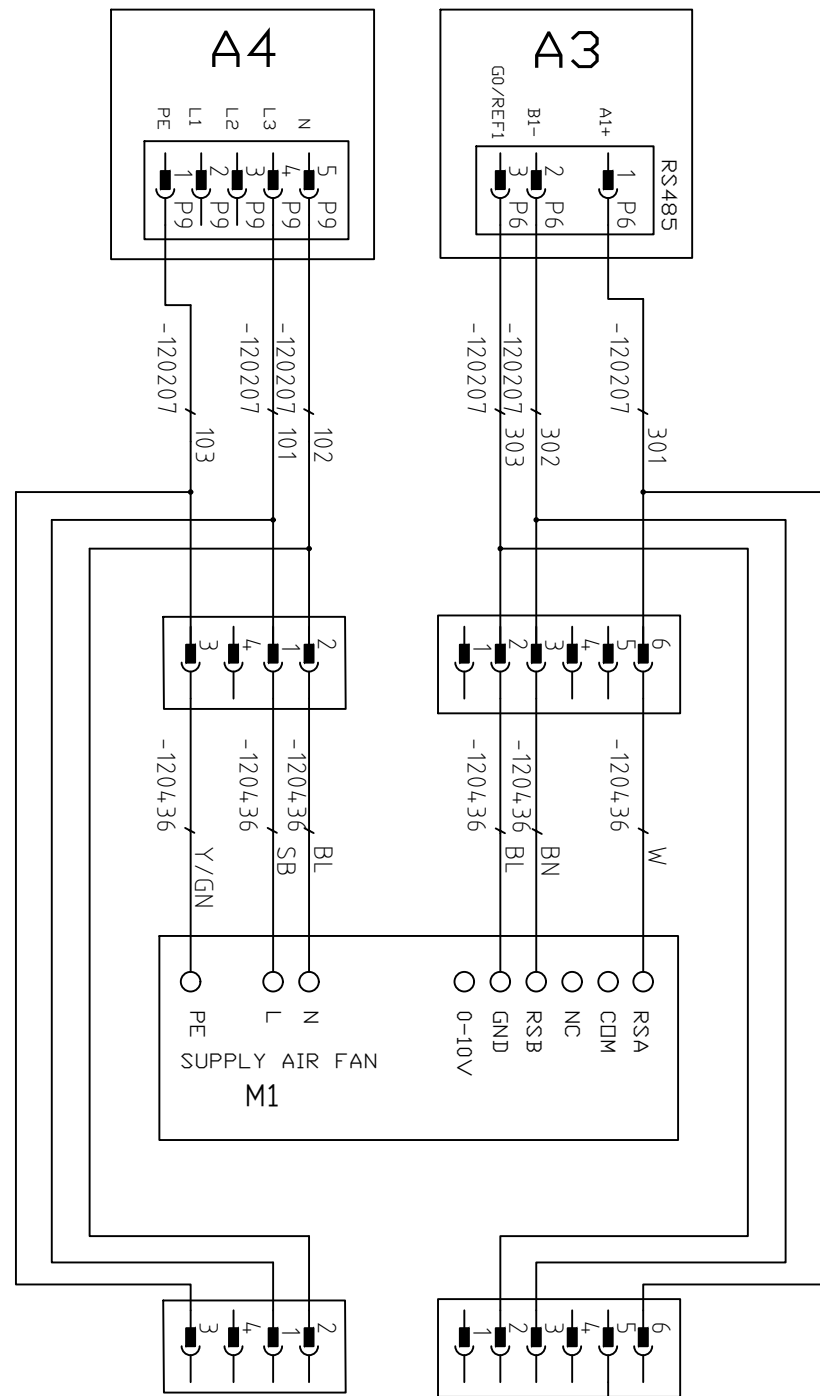 A4
A3
PE
L1
L2
L3
N
G0/REF1
B1-
A1+
RS485
1
2
3
4
5
3
2
1
P9
P9
P9
P9
P9
P6
P6
P6
-120207
-120207
-120207
-120207
-120207
-120207
103
101
102
303
302
301
3
4
1
2
1
2
3
4
5
6
-120436
-120436
-120436
-120436
-120436
-120436
Y/GN
SB
BL
BL
BN
W
PE
L
N
0-10V
GND
RSB
NC
COM
RSA
SUPPLY AIR FAN
M1
3
4
1
2
1
2
3
4
5
6